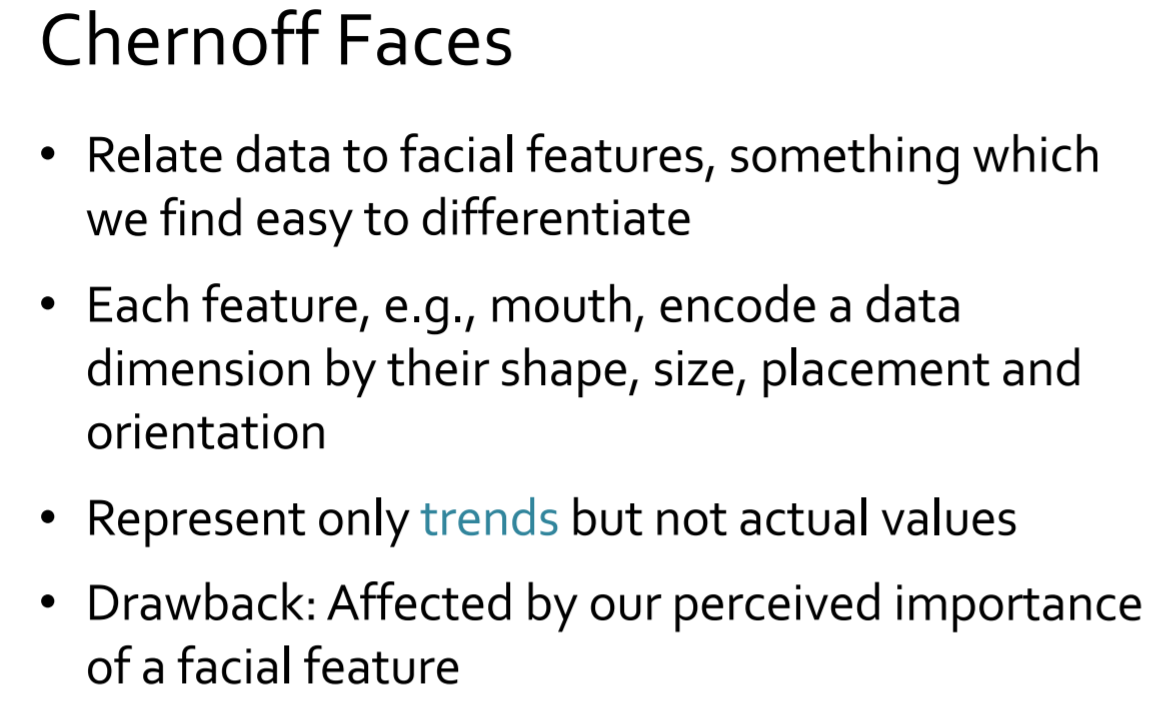 Chernoff Faces
• Relate data to facial features, something which
we find easy to differentiate
• Each feature, e.g., mouth, encode a data
dimension by their shape, size, placement and
orientation
• Represent only trends but not actual values
• Drawback: Affected by our perceived importance
of a facial feature